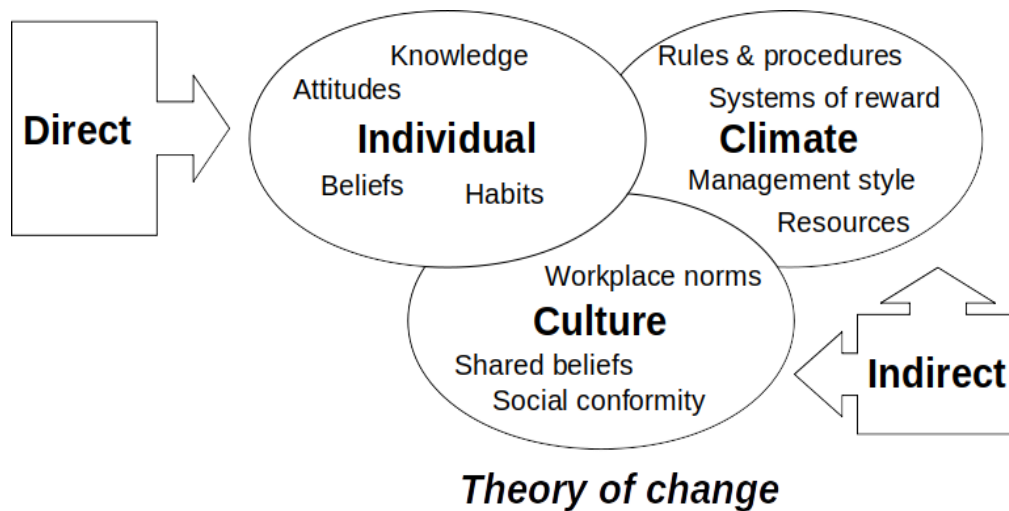 Direct
Knowledge
Attitudes
Individual
Beliefs
Habits
Rules & procedures
Systems of reward
Climate
Management style
Resources
Workplace norms
Culture
Shared beliefs
Social conformity
Indirect
Theory of change